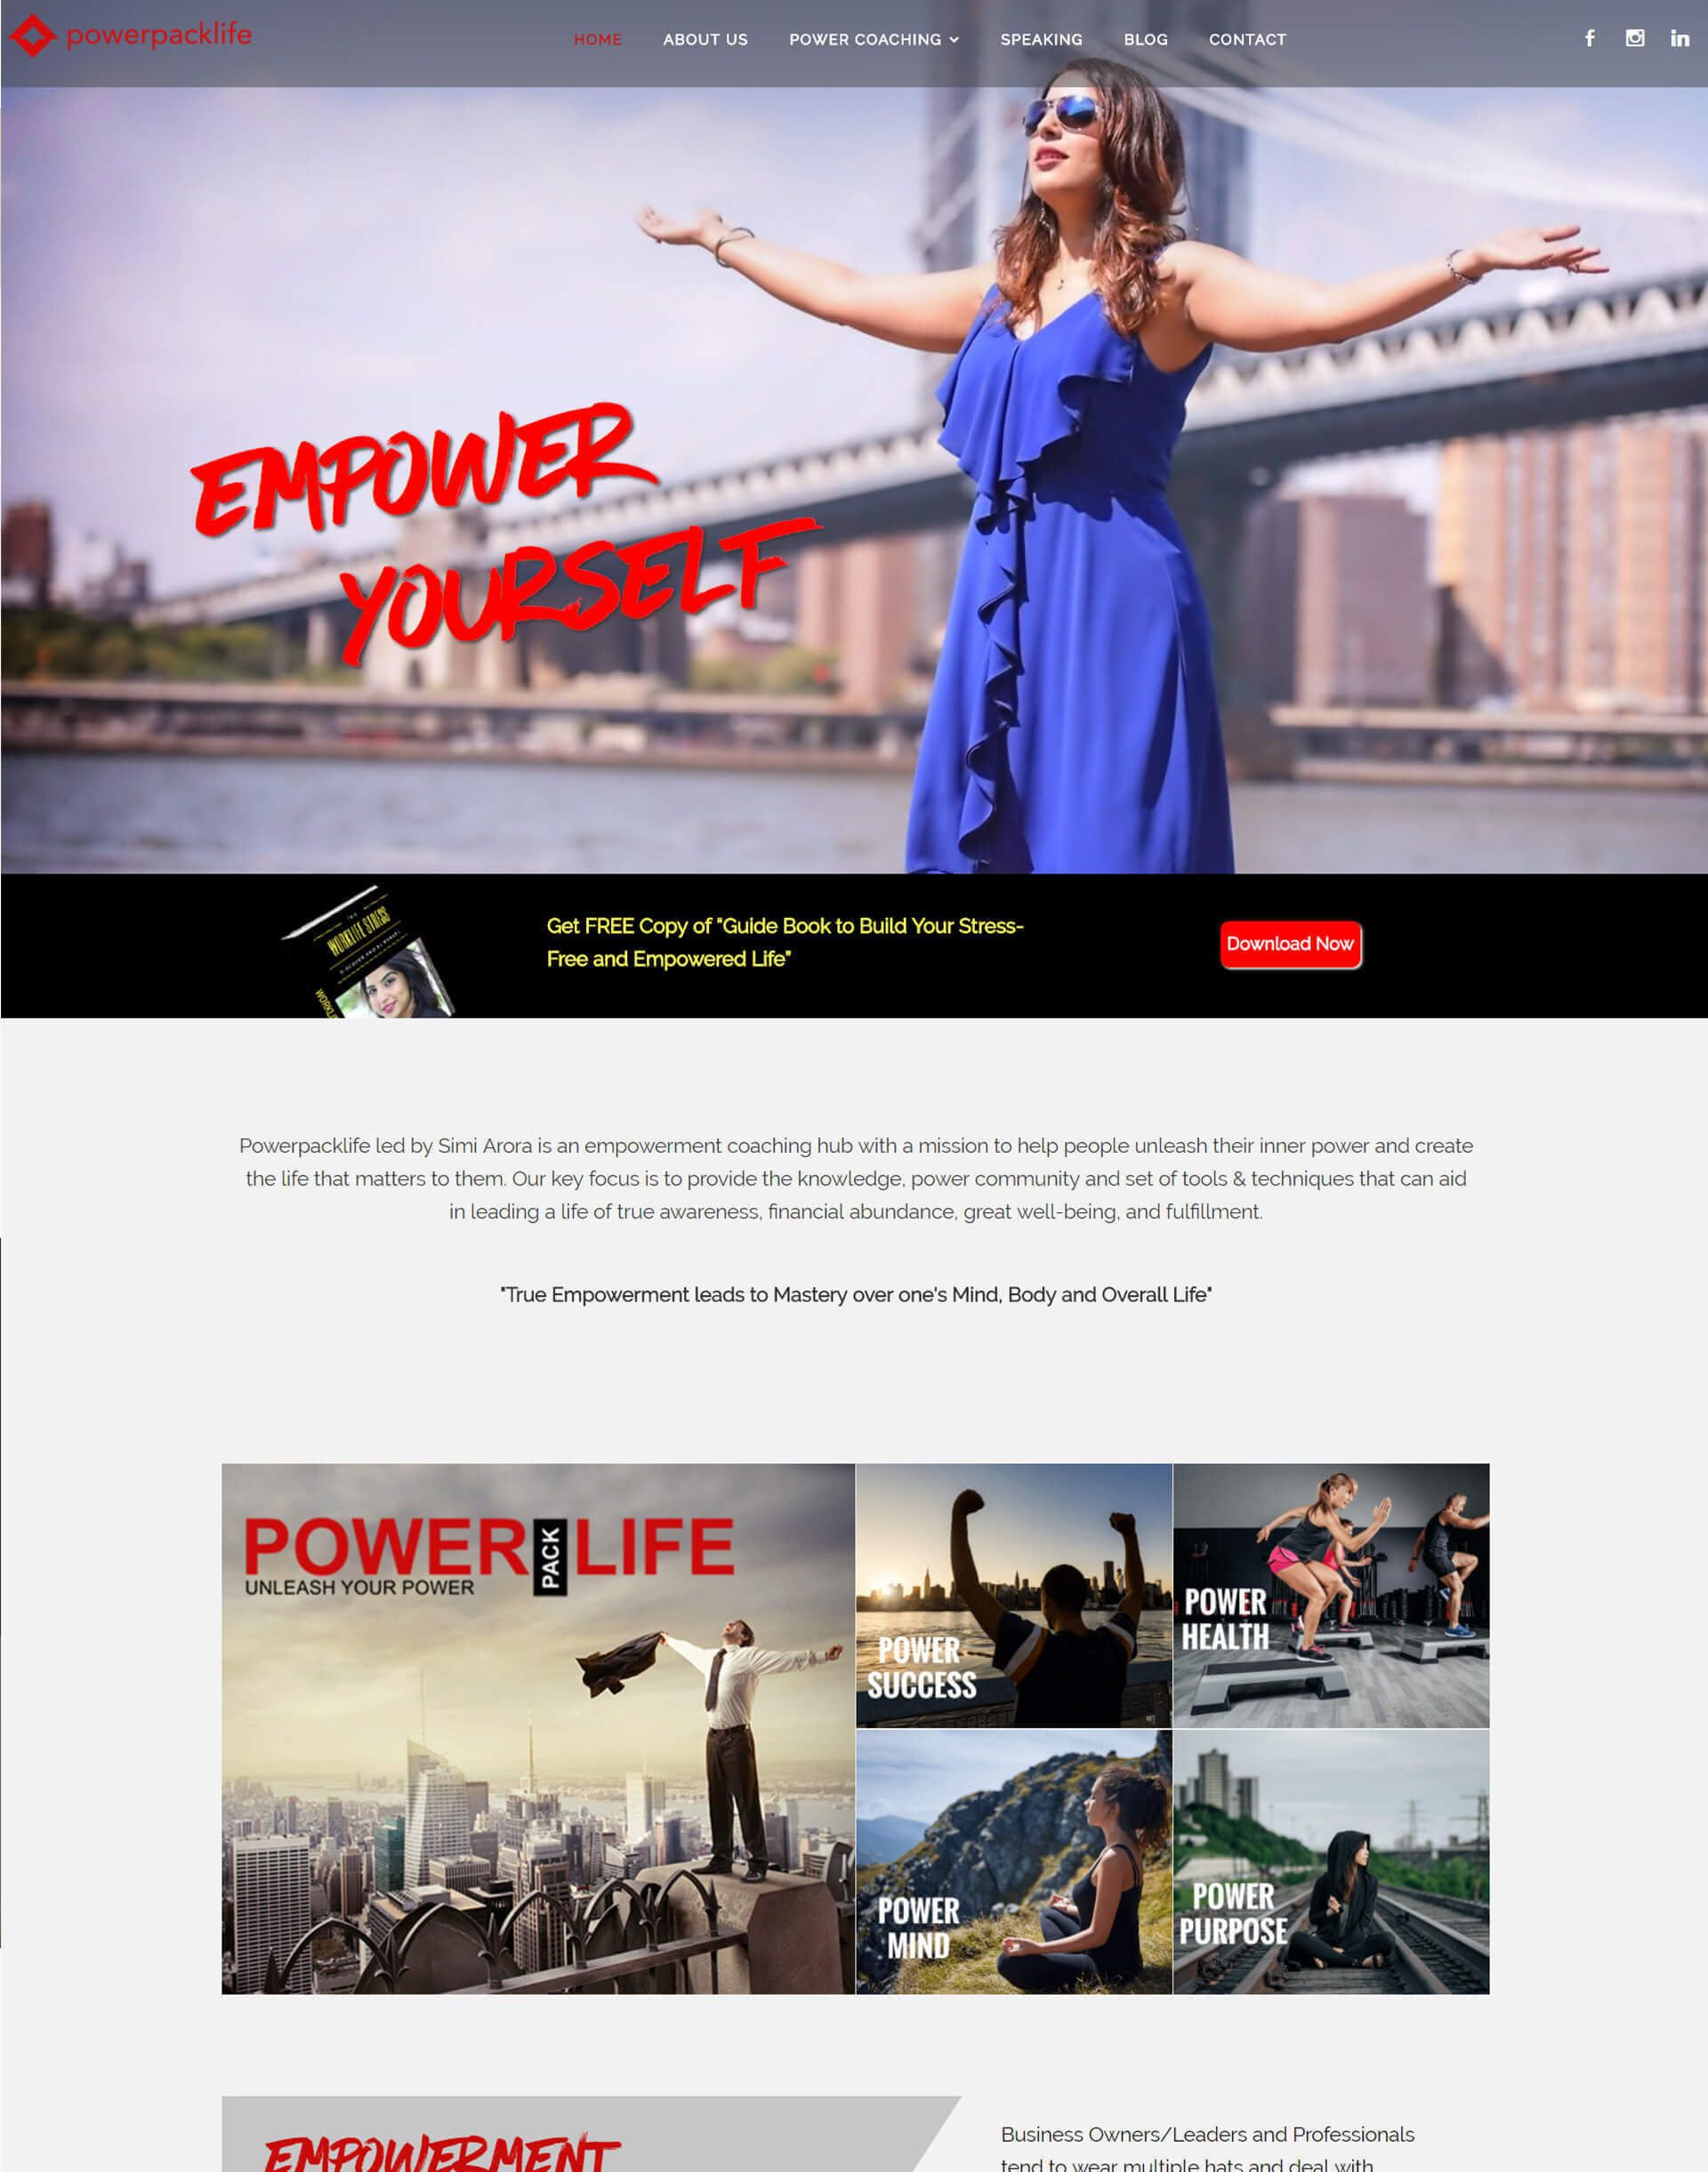 powerpacklife
HOME ABOUT US POWER COACHING SPEAKING BLOG CONTACT
EMPOWER
YOURSELF
WORKLIFE STRESS
Get FREE Copy of "Guide Book to Build Your Stress-
Free and Empowered Life"
Download Now
Powerpacklife led by Simi Arora is an empowerment coaching hub with a mission to help people unleash their inner power and create
the life that matters to them. Our key focus is to provide the knowledge, power community and set of tools & techniques that can aid
in leading a life of true awareness, financial abundance, great well-being, and fulfillment.
"True Empowerment leads to Mastery over one's Mind, Body and Overall Life"
POWER PACK LIFE
UNLEASH YOUR POWER
POWER
SUCCESS
POWER
HEALTH
POWER
MIND
POWER
PURPOSE
EMPOWERMENT
Business Owners/Leaders and Professionals
tend to wear multiple hats and deal with